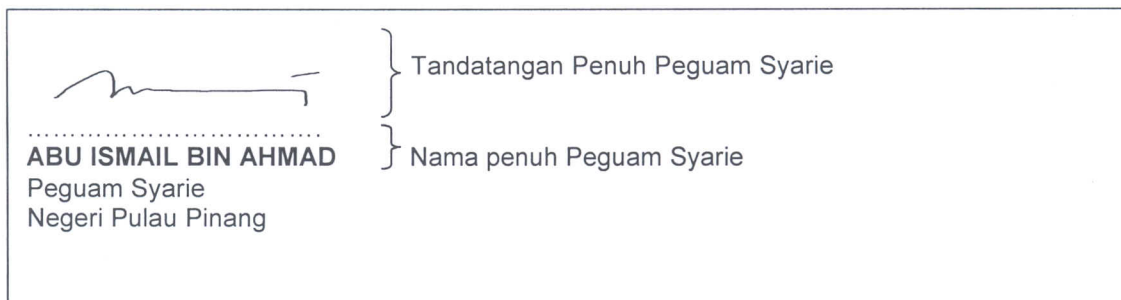 Tandatangan Penuh Peguam Syarie
................................
ABU ISMAIL BIN AHMAD
Nama penuh Peguam Syarie
Peguam Syarie
Negeri Pulau Pinang